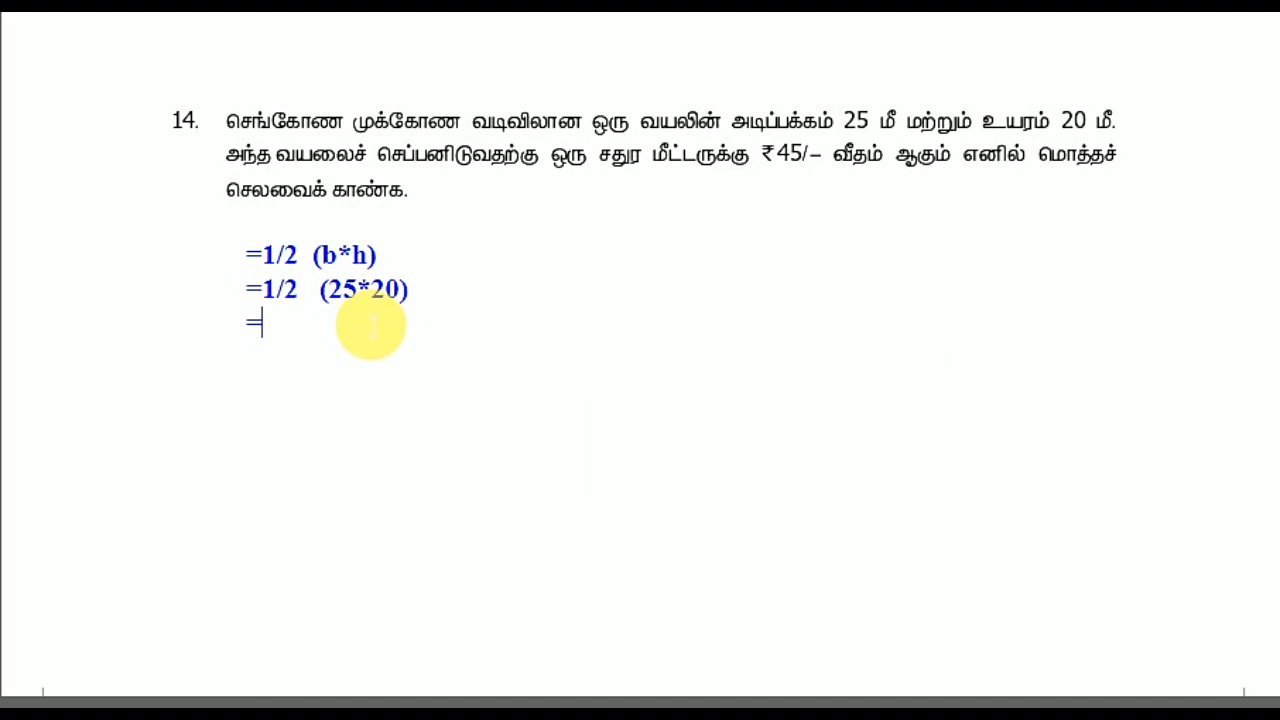 14. செங்கோண முக்கோண வடிவிலான ஒரு வயலின் அடிப்பக்கம் 25 மீ மற்றும் உயரம் 20 மீ.
அந்த வயலைச் செப்பனிடுவதற்கு ஒரு சதுர மீட்டருக்கு ₹45/– வீதம் ஆகும் எனில் மொத்தச்
செலவைக் காண்க.
=1/2 (b*h)
=1/2 (25*20)
=